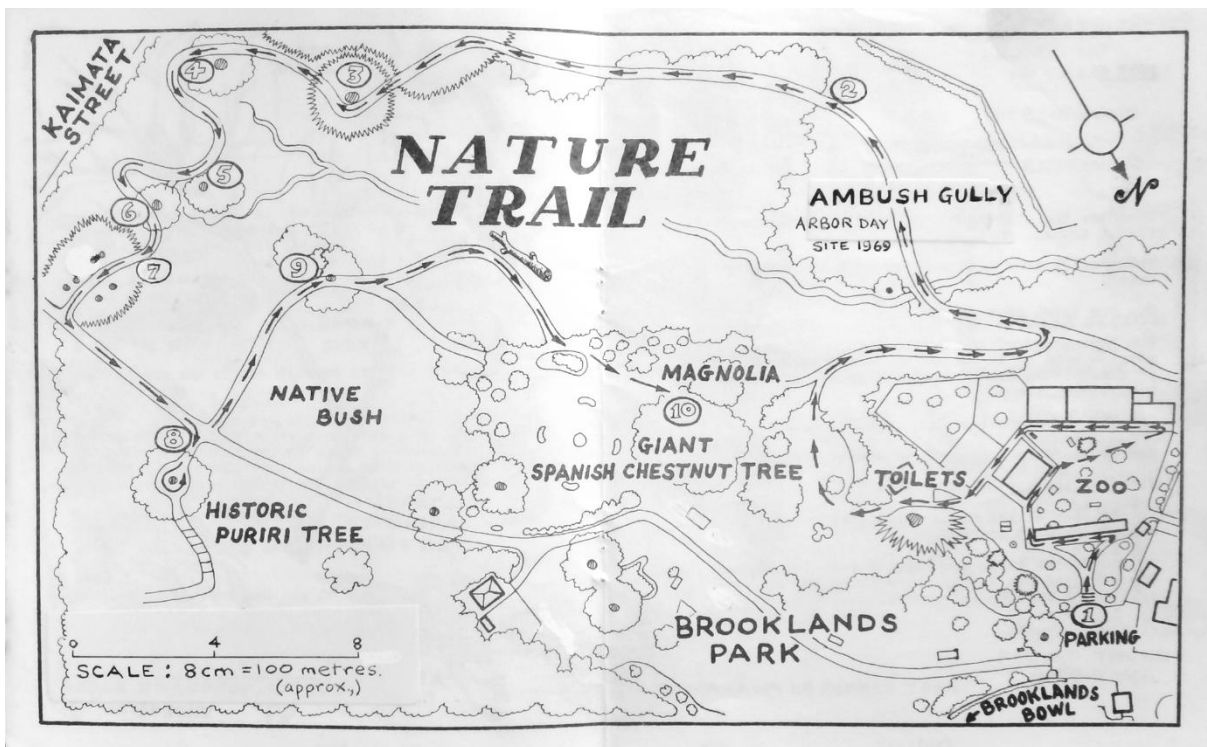 KAIMATA
STREET
4
3
2
N
NATURE
TRAIL
5
AMBUSH GULLY
ARBOR DAY
SITE 1969
6
7
9
MAGNOLIA
10
NATIVE
BUSH
GIANT
SPANISH CHESTNUT TREE
8
TOILETS
ZOO
HISTORIC
PURIRI TREE
1
PARKING
BROOKLANDS
PARK
0 4 8
SCALE : 8cm = 100 metres.
(approx.,)
BROOKLANDS
BOWL